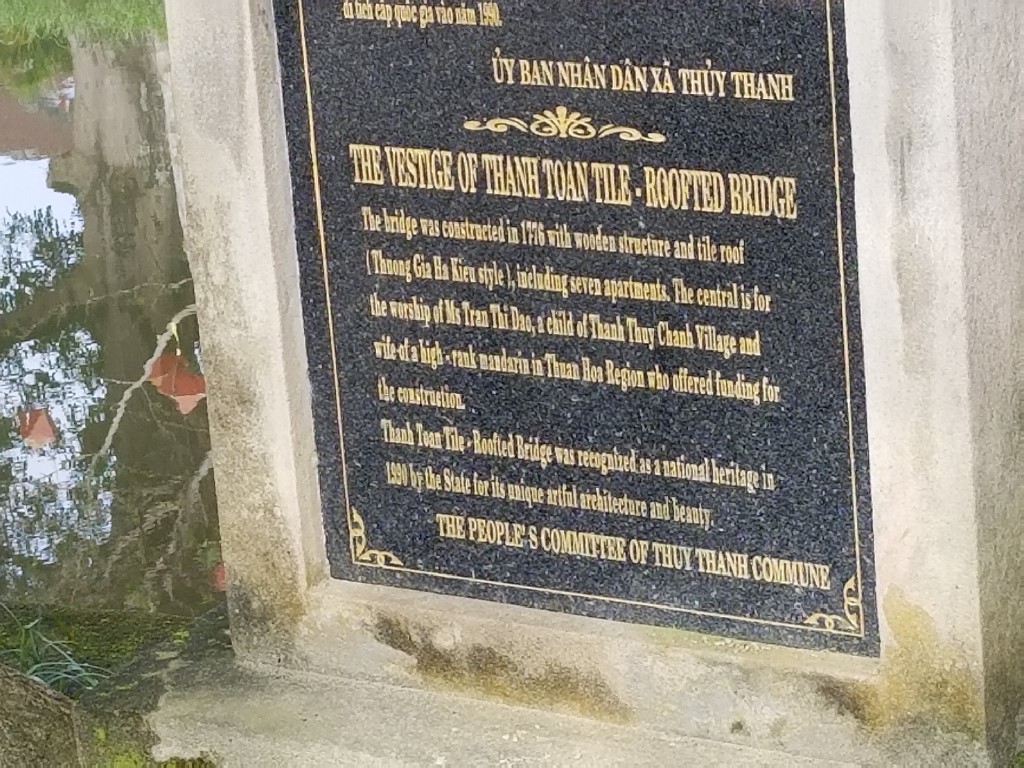 di tích cấp quốc gia vào năm 1990.
ỦY BAN NHÂN DÂN XÃ THỦY THANH
THE VESTIGE OF THANH TOAN TILE - ROOFTED BRIDGE
The bridge was constructed in 1776 with wooden structure and tile roof
( Thuong Gia Ha Kieu style ), including seven apartments. The central is for
the worship of Ms Tran Thi Dao, a child of Thanh Thuy Chanh Village and
wife of a high - rank mandarin in Thuan Hoa Region who offered funding for
the construction.
Thanh Toan Tile - Roofted Bridge was recognized as a national heritage in
1990 by the State for its unique artful architecture and beauty.
THE PEOPLE' S COMMITTEE OF THUY THANH COMMUNE